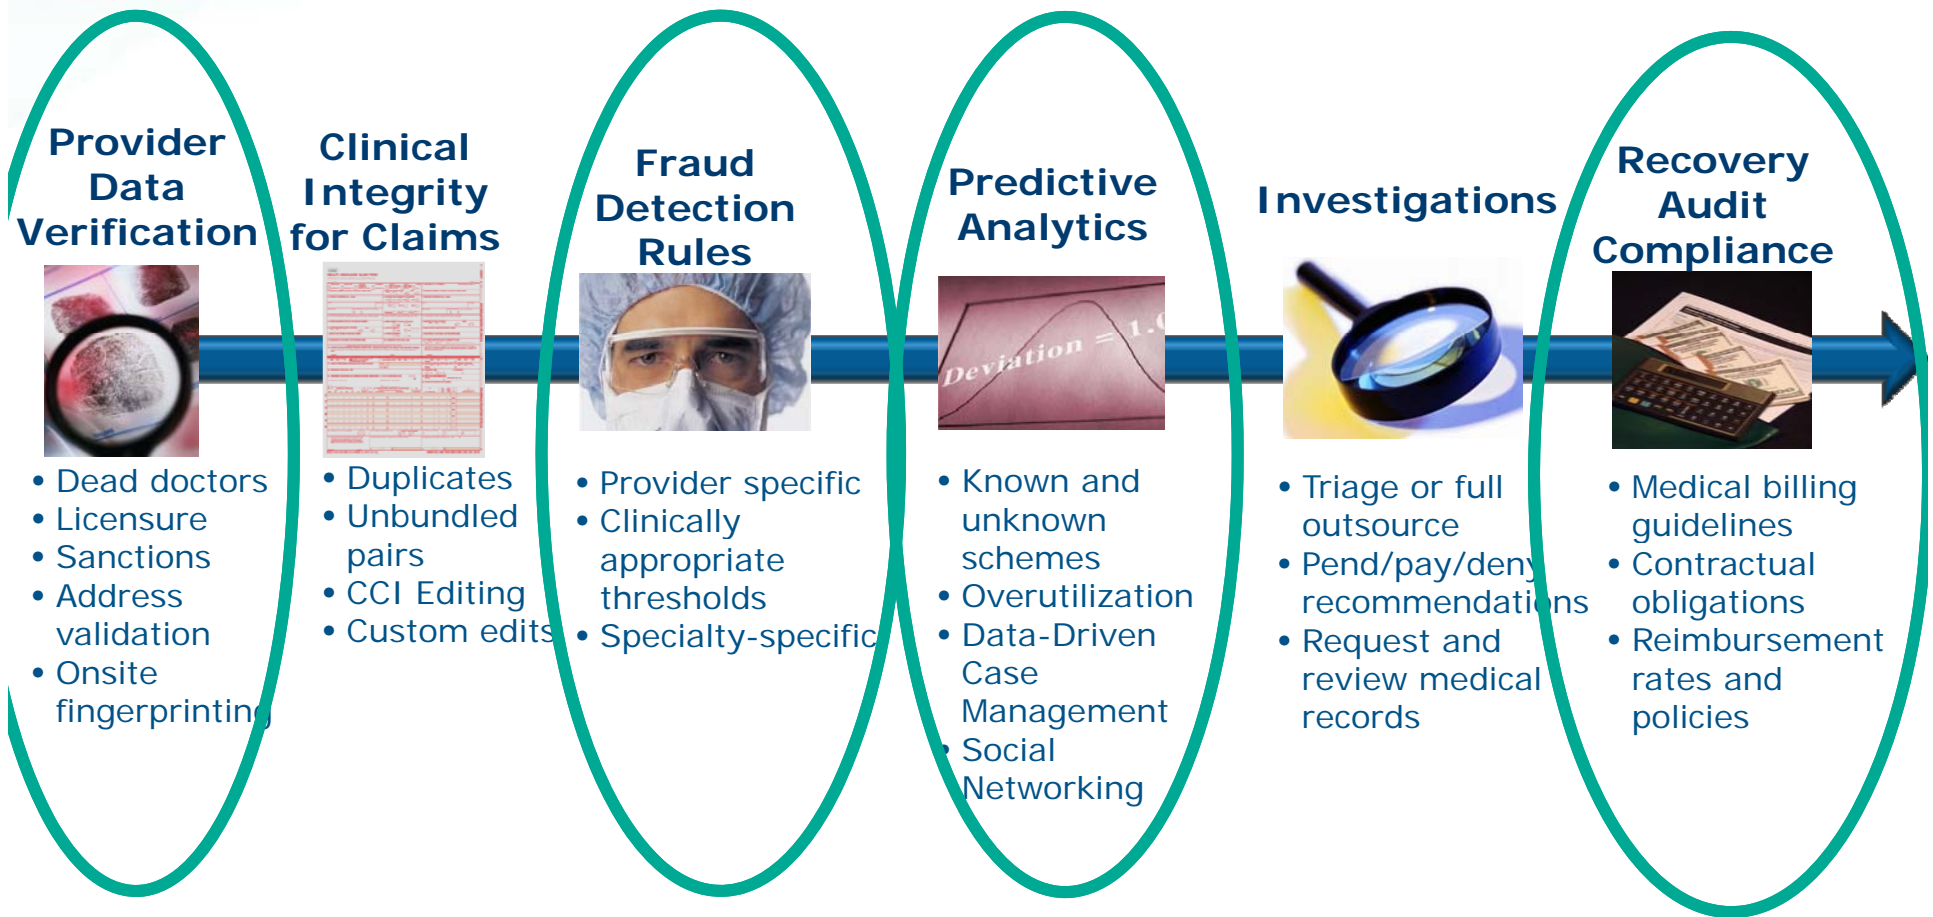 Provider
Data
Verification
• Dead doctors
• Licensure
• Sanctions
• Address
validation
• Onsite
fingerprinting
Clinical
Integrity
for Claims
• Duplicates
• Unbundled
pairs
• CCI Editing
• Custom edits
Fraud
Detection
Rules
• Provider specific
• Clinically
appropriate
thresholds
• Specialty-specific
Predictive
Analytics
Deviation = 1.0
• Known and
unknown
schemes
• Overutilization
• Data-Driven
Case
Management
• Social
Networking
Investigations
• Triage or full
outsource
• Pend/pay/deny
recommendations
• Request and
review medical
records
Recovery
Audit
Compliance
• Medical billing
guidelines
• Contractual
obligations
• Reimbursement
rates and
policies